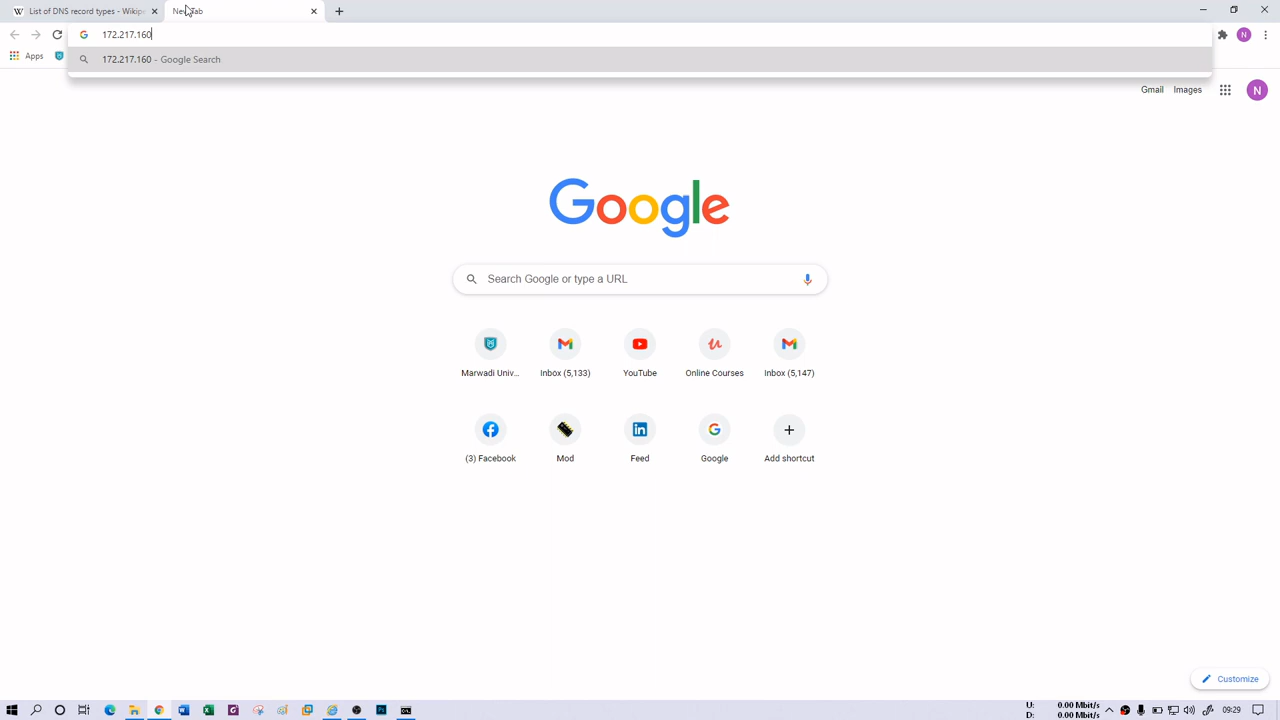 List of DNS record types - Wikip
New Tab
172.217.160
Apps
172.217.160 - Google Search
Gmail Images N
N
Google
Search Google or type a URL
Marwadi Univ... Inbox (5,133) YouTube Online Courses Inbox (5,147)
(3) Facebook Mod Feed Google Add shortcut
Customize
U: 0.00 Mbit/s
D: 0.00 Mbit/s
09:29